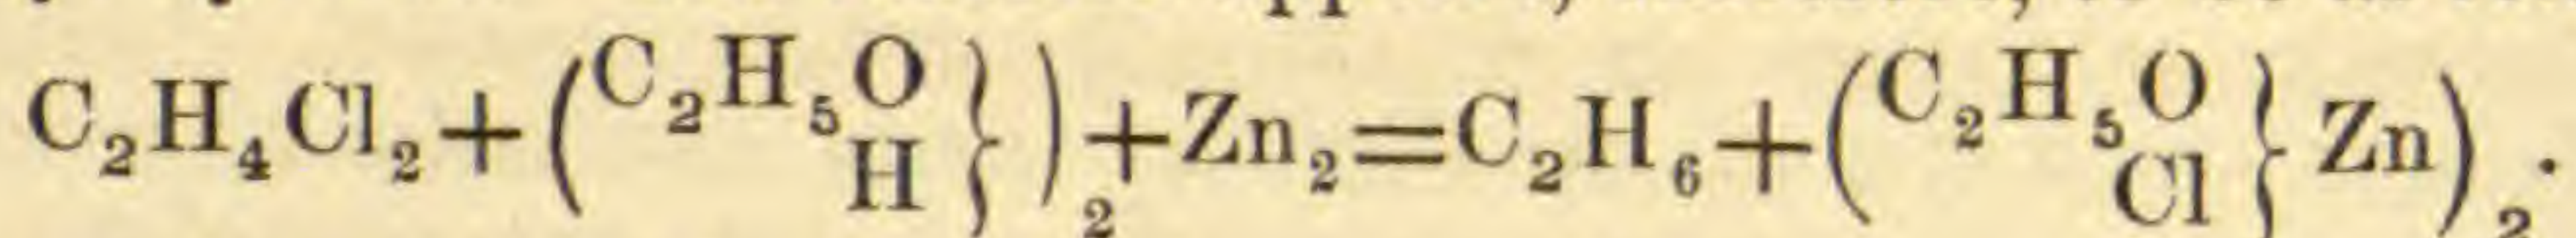 C₂H₄Cl₂+(C₂H₅O
H})₂+Zn₂=C₂H₆+(C₂H₅O
Cl}Zn)₂.